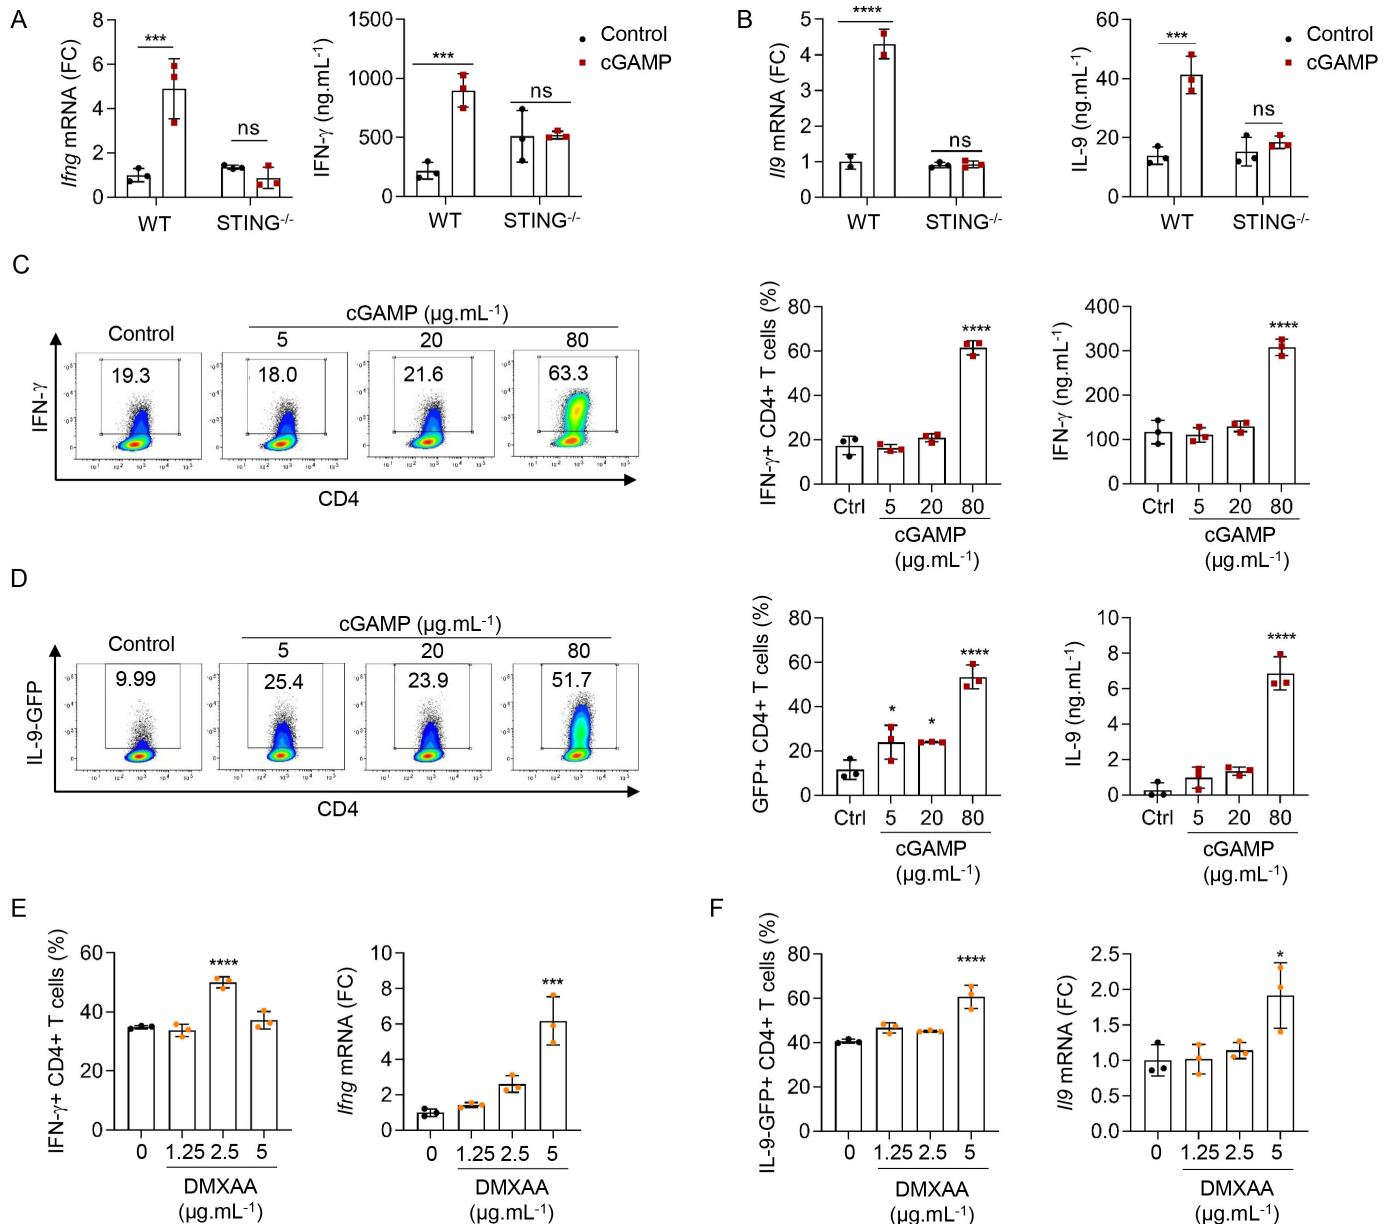 A
Ifng mRNA (FC)
8
6
4
2
0
***
ns
WT
STING-/-
IFN-γ (ng.mL-1)
1500
1000
500
0
***
ns
WT
STING-/-
Control
cGAMP
B
Il9 mRNA (FC)
5
4
3
2
1
0
****
ns
WT
STING-/-
IL-9 (ng.mL-1)
60
40
20
0
***
ns
WT
STING-/-
Control
cGAMP
C
cGAMP (µg.mL-1)
Control 5 20 80
IFN-γ
19.3 18.0 21.6 63.3
CD4
IFN-γ+ CD4+ T cells (%)
80
60
40
20
0
****
Ctrl 5 20 80
cGAMP
(µg.mL-1)
IFN-γ (ng.mL-1)
400
300
200
100
0
****
Ctrl 5 20 80
cGAMP
(µg.mL-1)
D
cGAMP (µg.mL-1)
Control 5 20 80
IL-9-GFP
9.99 25.4 23.9 51.7
CD4
GFP+ CD4+ T cells (%)
80
60
40
20
0
* * ****
Ctrl 5 20 80
cGAMP
(µg.mL-1)
IL-9 (ng.mL-1)
10
8
6
4
2
0
****
Ctrl 5 20 80
cGAMP
(µg.mL-1)
E
IFN-γ+ CD4+ T cells (%)
60
40
20
0
****
0 1.25 2.5 5
DMXAA
(µg.mL-1)
Ifng mRNA (FC)
10
8
6
4
2
0
***
0 1.25 2.5 5
DMXAA
(µg.mL-1)
F
IL-9-GFP+ CD4+ T cells (%)
80
60
40
20
0
****
0 1.25 2.5 5
DMXAA
(µg.mL-1)
Il9 mRNA (FC)
2.5
2.0
1.5
1.0
0.5
0.0
*
0 1.25 2.5 5
DMXAA
(µg.mL-1)